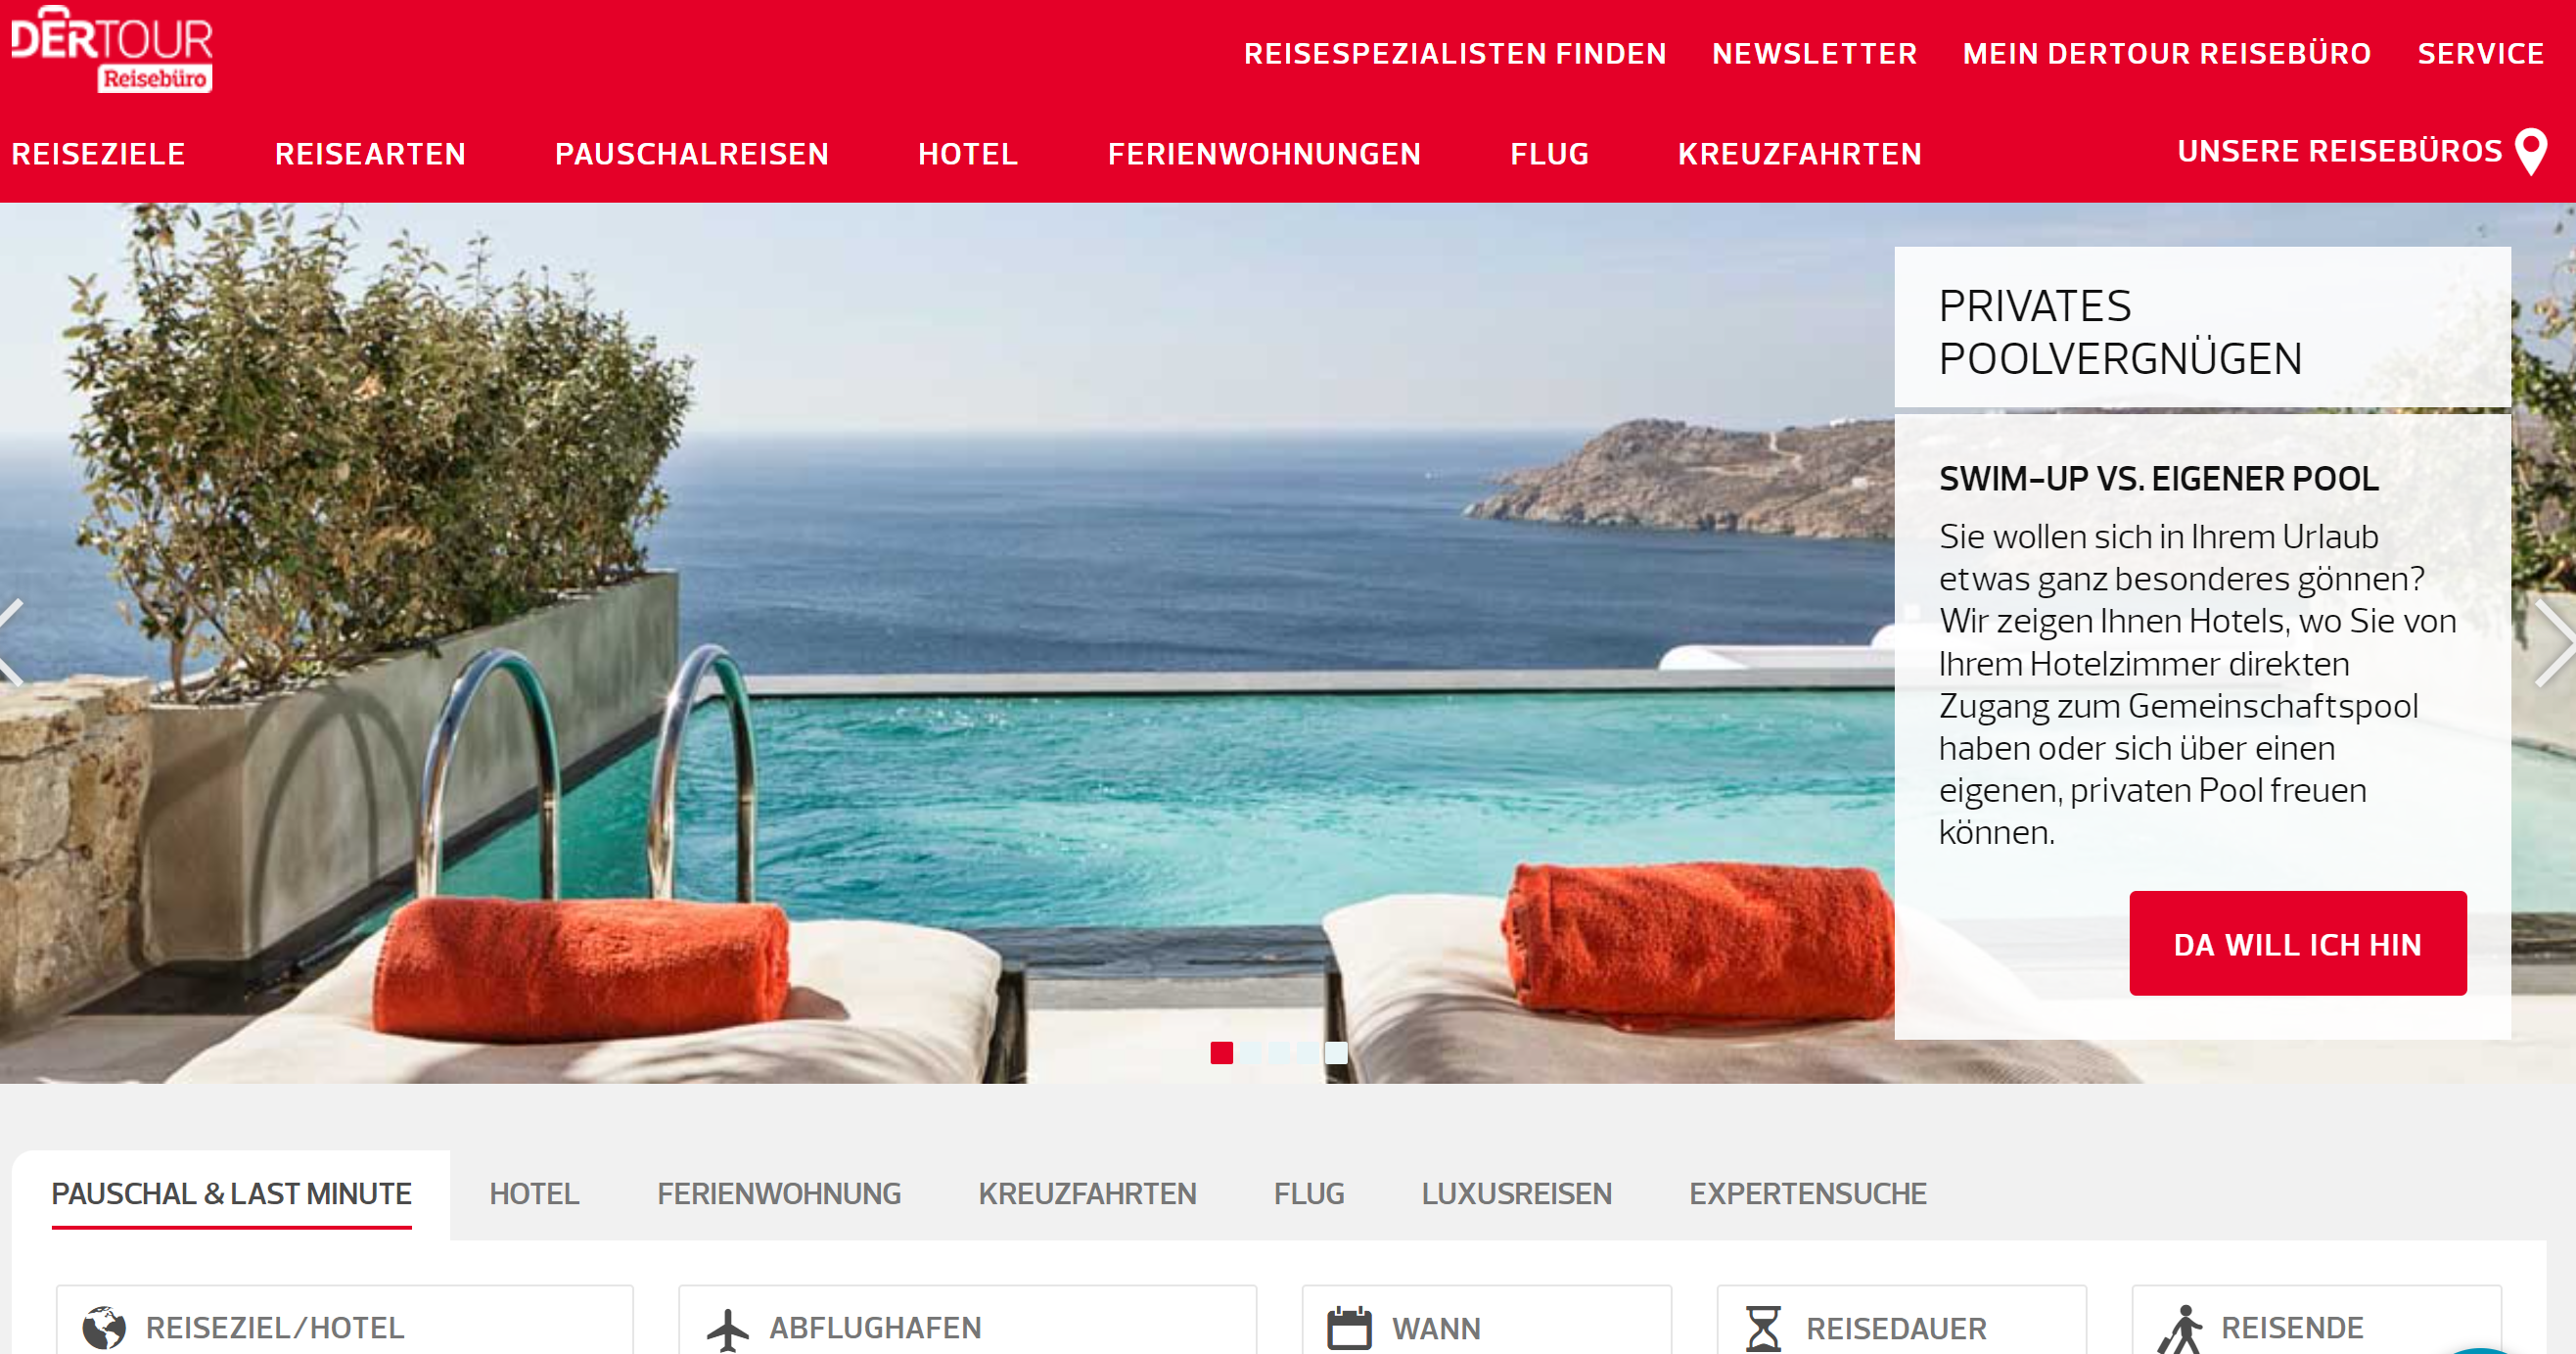 DERTOUR
Reisebüro
REISESPEZIALISTEN FINDEN NEWSLETTER MEIN DERTOUR REISEBÜRO SERVICE
REISEZIELE REISEARTEN PAUSCHALREISEN HOTEL FERIENWOHNUNGEN FLUG KREUZFAHRTEN UNSERE REISEBÜROS
PRIVATES
POOLVERGNÜGEN
SWIM-UP VS. EIGENER POOL
Sie wollen sich in Ihrem Urlaub
etwas ganz besonderes gönnen?
Wir zeigen Ihnen Hotels, wo Sie von
Ihrem Hotelzimmer direkten
Zugang zum Gemeinschaftspool
haben oder sich über einen
eigenen, privaten Pool freuen
können.
DA WILL ICH HIN
PAUSCHAL & LAST MINUTE HOTEL FERIENWOHNUNG KREUZFAHRTEN FLUG LUXUSREISEN EXPERTENSUCHE
REISEZIEL/HOTEL ABFLUGHAFEN WANN REISEDAUER REISENDE